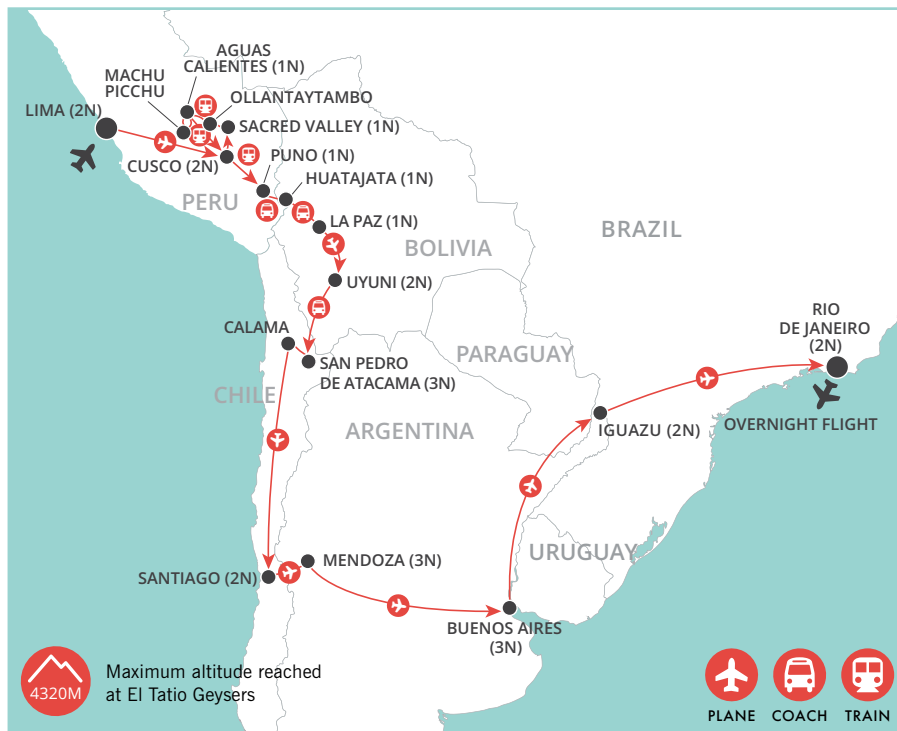 AGUAS
CALIENTES (1N)
MACHU
PICCHU
OLLANTAYTAMBO
LIMA (2N)
SACRED VALLEY (1N)
CUSCO (2N)
PUNO (1N)
HUATAJATA (1N)
PERU
LA PAZ (1N)
BOLIVIA
BRAZIL
UYUNI (2N)
RIO
DE JANEIRO
(2N)
CALAMA
PARAGUAY
SAN PEDRO
DE ATACAMA (3N)
CHILE
ARGENTINA
IGUAZU (2N)
OVERNIGHT FLIGHT
URUGUAY
MENDOZA (3N)
SANTIAGO (2N)
BUENOS AIRES
(3N)
4320M
Maximum altitude reached
at El Tatio Geysers
PLANE
COACH
TRAIN